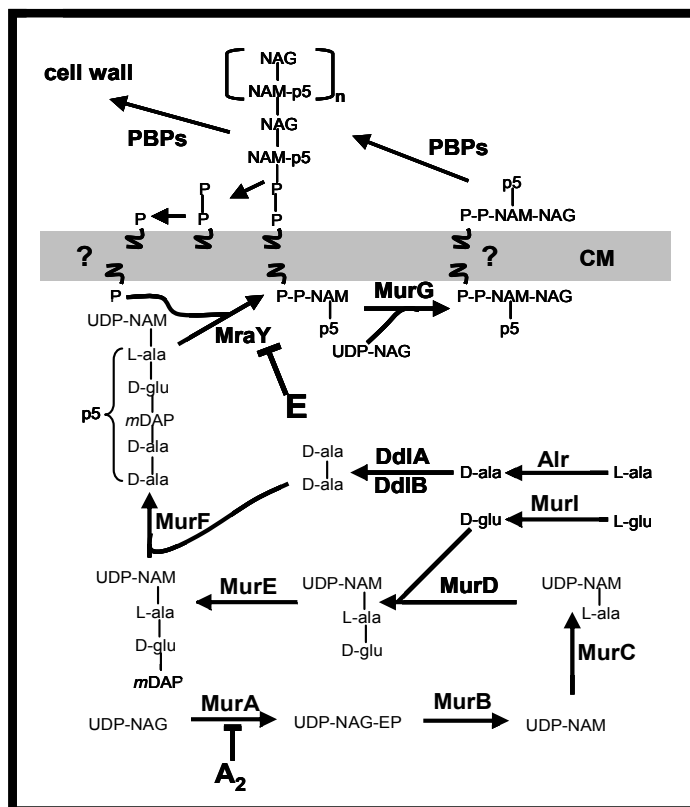 NAG
cell wall
NAM-p5
n
NAG
PBPs
PBPs
NAM-p5
p5
P
P
P
P
P
P-P-NAM-NAG
?
?
CM
P
P-P-NAM
MurG
P-P-NAM-NAG
UDP-NAM
MraY
p5
p5
L-ala
UDP-NAG
D-glu
E
p5
mDAP
D-ala
D-ala
DdlA
D-ala
Alr
L-ala
D-ala
D-ala
DdlB
MurF
D-glu
MurI
L-glu
UDP-NAM
MurE
UDP-NAM
MurD
UDP-NAM
L-ala
L-ala
L-ala
D-glu
D-glu
MurC
mDAP
MurA
MurB
UDP-NAG
UDP-NAG-EP
UDP-NAM
A2